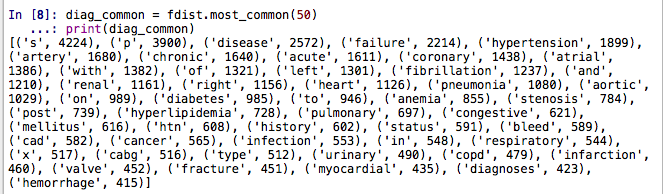 In [8]: diag_common = fdist.most_common(50)
   ...: print(diag_common)
[('s', 4224), ('p', 3900), ('disease', 2572), ('failure', 2214), ('hypertension', 1899),
('artery', 1680), ('chronic', 1640), ('acute', 1611), ('coronary', 1438), ('atrial',
1386), ('with', 1382), ('of', 1321), ('left', 1301), ('fibrillation', 1237), ('and',
1210), ('renal', 1161), ('right', 1156), ('heart', 1126), ('pneumonia', 1080), ('aortic',
1029), ('on', 989), ('diabetes', 985), ('to', 946), ('anemia', 855), ('stenosis', 784),
('post', 739), ('hyperlipidemia', 728), ('pulmonary', 697), ('congestive', 621),
('mellitus', 616), ('htn', 608), ('history', 602), ('status', 591), ('bleed', 589),
('cad', 582), ('cancer', 565), ('infection', 553), ('in', 548), ('respiratory', 544),
('x', 517), ('cabg', 516), ('type', 512), ('urinary', 490), ('copd', 479), ('infarction',
460), ('valve', 452), ('fracture', 451), ('myocardial', 435), ('diagnoses', 423),
('hemorrhage', 415)]